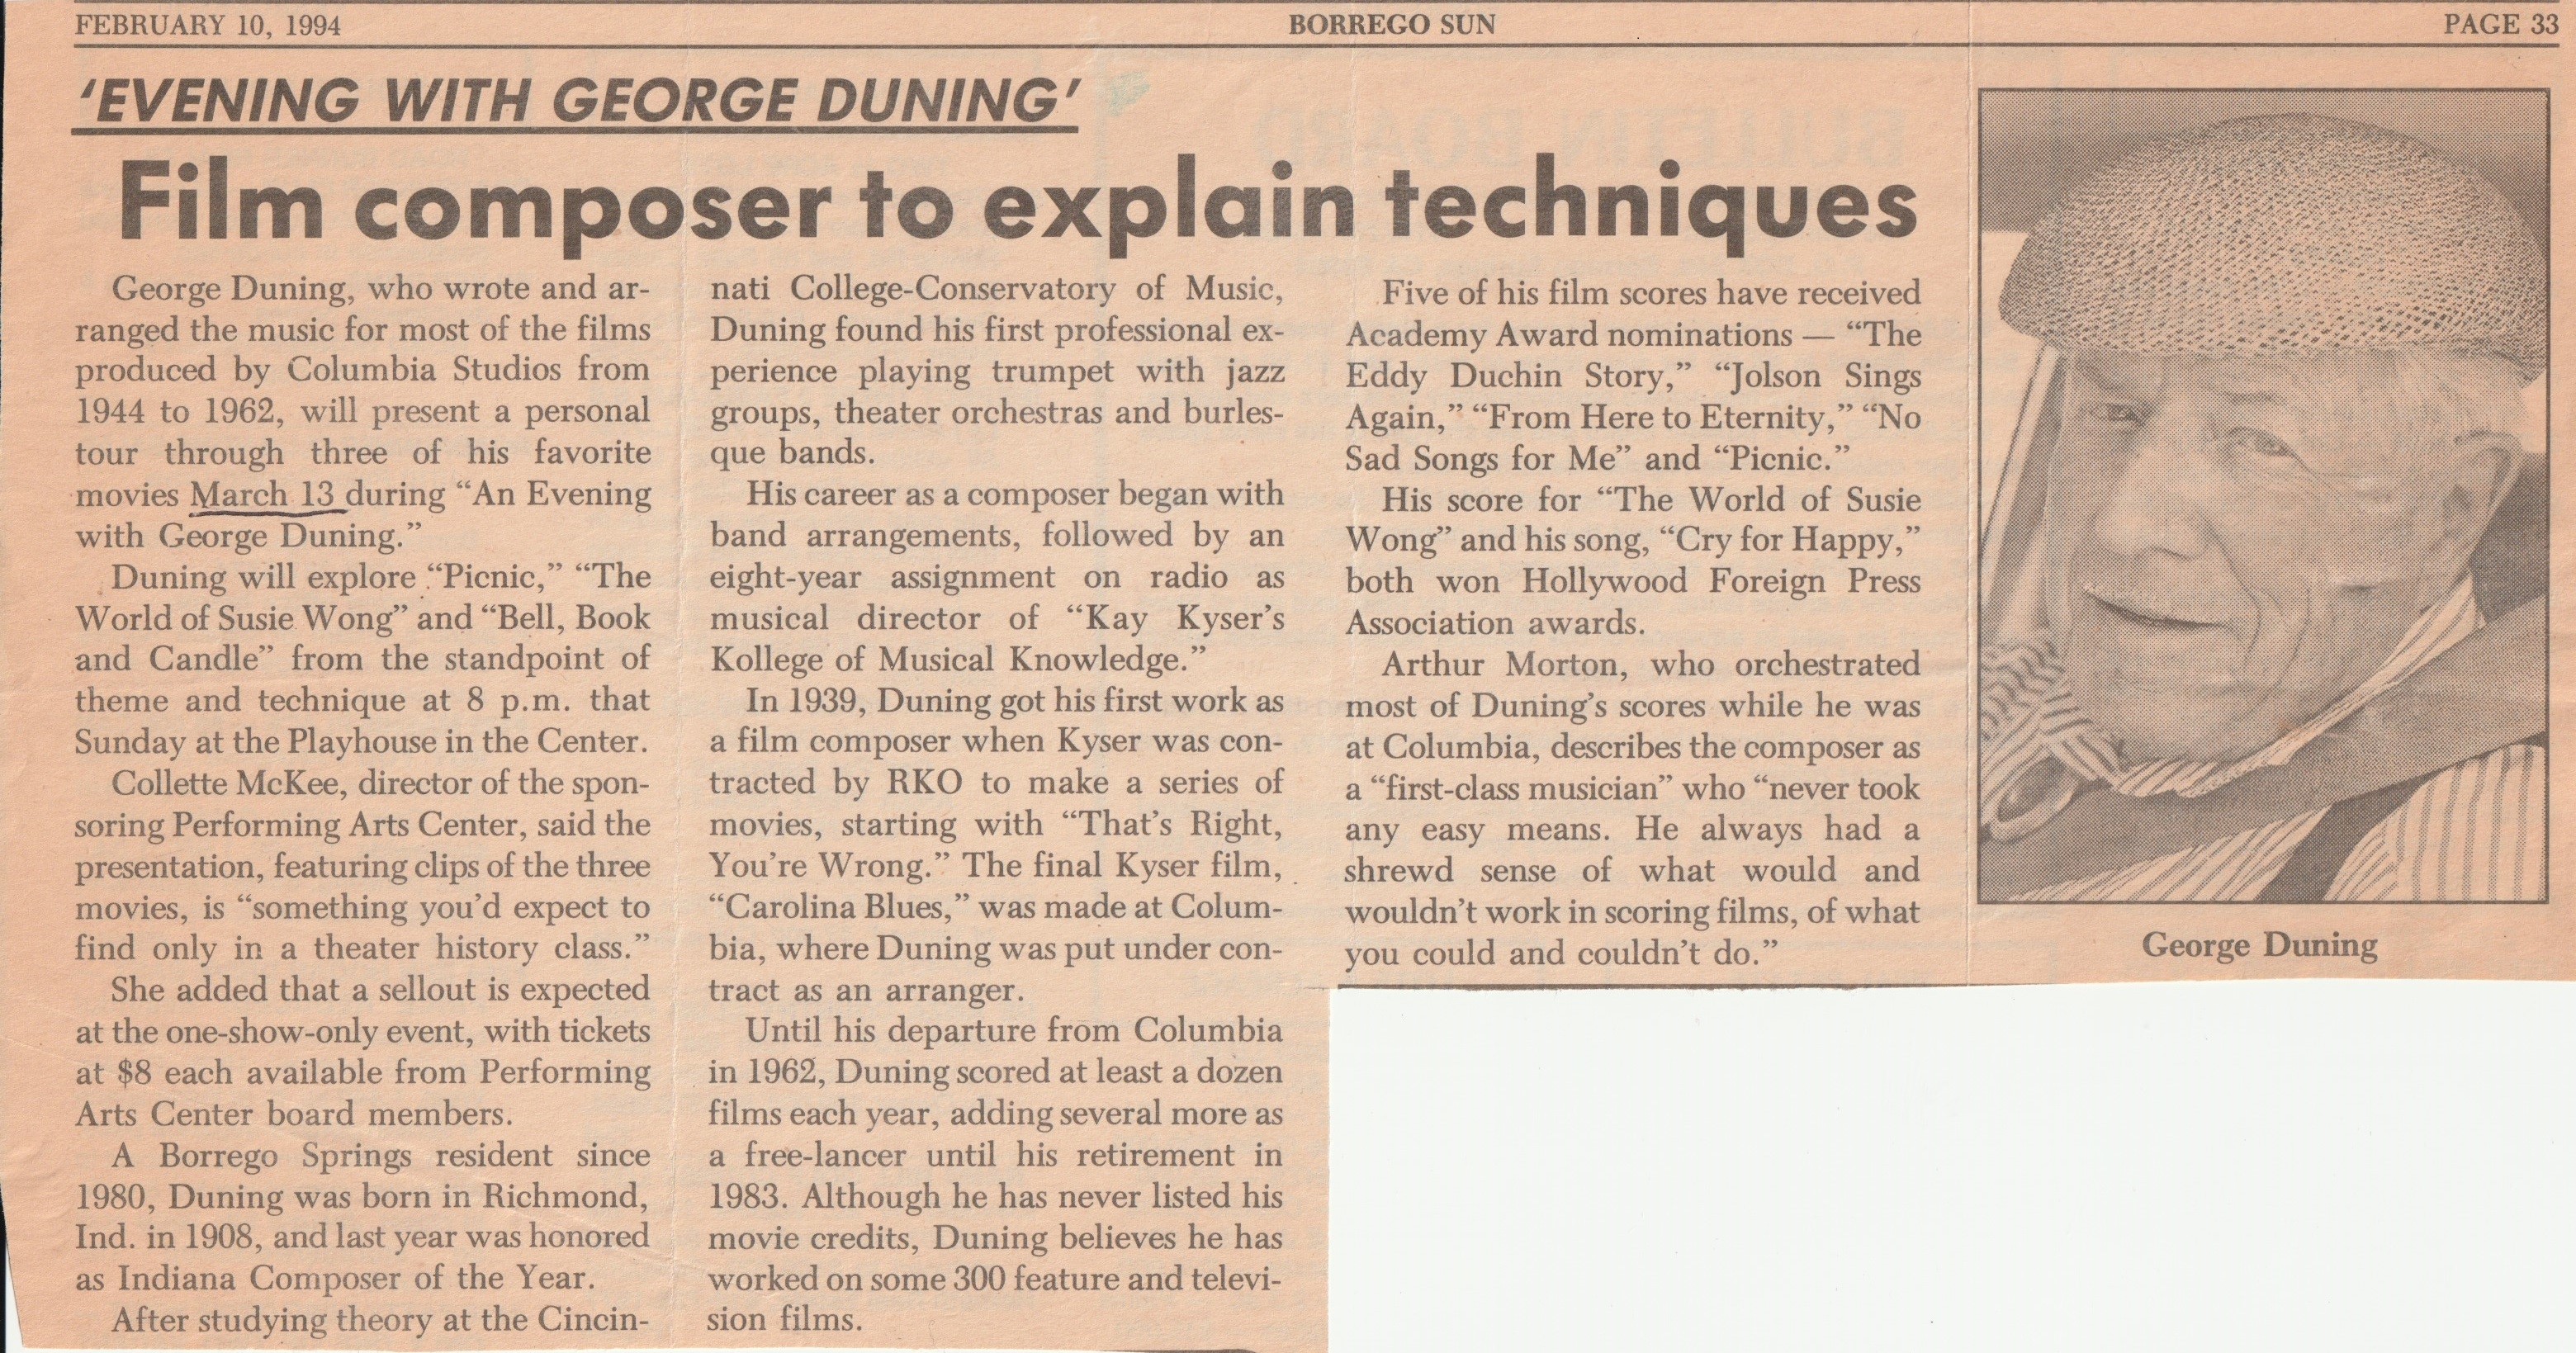 FEBRUARY 10, 1994
BORREGO SUN
PAGE 33
'EVENING WITH GEORGE DUNING'
Film composer to explain techniques
George Duning, who wrote and ar-
ranged the music for most of the films
produced by Columbia Studios from
1944 to 1962, will present a personal
tour through three of his favorite
movies March 13 during “An Evening
with George Duning.”
Duning will explore “Picnic,” “The
World of Susie Wong” and “Bell, Book
and Candle” from the standpoint of
theme and technique at 8 p.m. that
Sunday at the Playhouse in the Center.
Collette McKee, director of the spon-
soring Performing Arts Center, said the
presentation, featuring clips of the three
movies, is “something you’d expect to
find only in a theater history class.”
She added that a sellout is expected
at the one-show-only event, with tickets
at $8 each available from Performing
Arts Center board members.
A Borrego Springs resident since
1980, Duning was born in Richmond,
Ind. in 1908, and last year was honored
as Indiana Composer of the Year.
After studying theory at the Cincin-
nati College-Conservatory of Music,
Duning found his first professional ex-
perience playing trumpet with jazz
groups, theater orchestras and burles-
que bands.
His career as a composer began with
band arrangements, followed by an
eight-year assignment on radio as
musical director of “Kay Kyser’s
Kollege of Musical Knowledge.”
In 1939, Duning got his first work as
a film composer when Kyser was con-
tracted by RKO to make a series of
movies, starting with “That’s Right,
You’re Wrong.” The final Kyser film,
“Carolina Blues,” was made at Colum-
bia, where Duning was put under con-
tract as an arranger.
Until his departure from Columbia
in 1962, Duning scored at least a dozen
films each year, adding several more as
a free-lancer until his retirement in
1983. Although he has never listed his
movie credits, Duning believes he has
worked on some 300 feature and televi-
sion films.
Five of his film scores have received
Academy Award nominations — “The
Eddy Duchin Story,” “Jolson Sings
Again,” “From Here to Eternity,” “No
Sad Songs for Me” and “Picnic.”
His score for “The World of Susie
Wong” and his song, “Cry for Happy,”
both won Hollywood Foreign Press
Association awards.
Arthur Morton, who orchestrated
most of Duning’s scores while he was
at Columbia, describes the composer as
a “first-class musician” who “never took
any easy means. He always had a
shrewd sense of what would and
wouldn’t work in scoring films, of what
you could and couldn’t do.”
George Duning